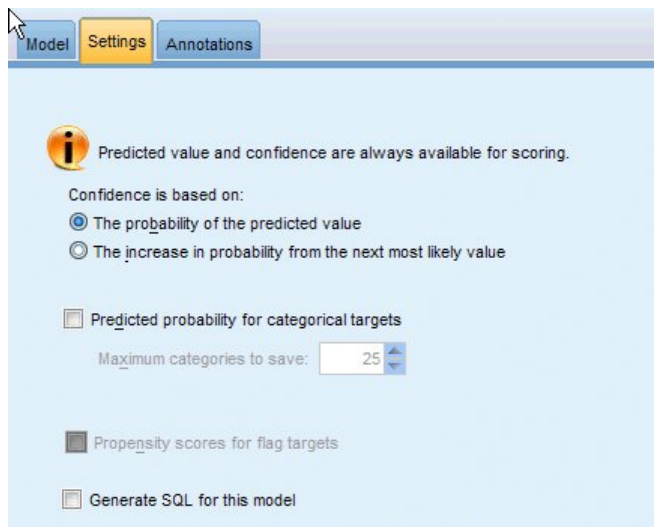 Model Settings Annotations
Predicted value and confidence are always available for scoring.
Confidence is based on:
The probability of the predicted value
The increase in probability from the next most likely value
Predicted probability for categorical targets
Maximum categories to save: 25
Propensity scores for flag targets
Generate SQL for this model